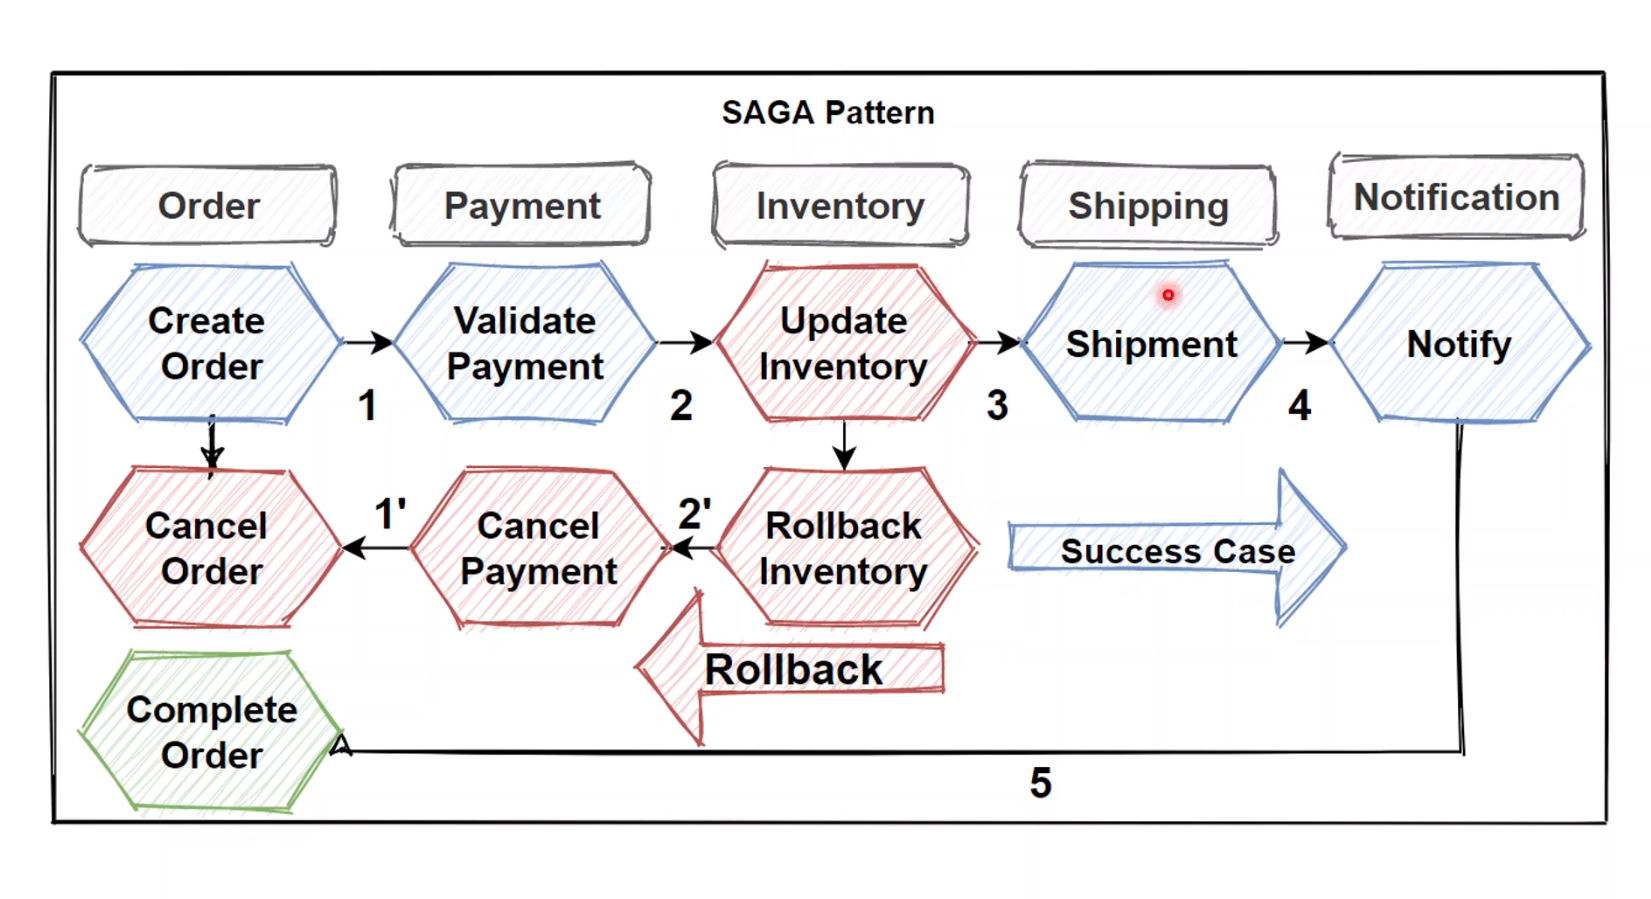 SAGA Pattern
Order
Payment
Inventory
Shipping
Notification
Create
Order
Validate
Payment
Update
Inventory
Shipment
Notify
1
2
3
4
Cancel
Order
1'
Cancel
Payment
2'
Rollback
Inventory
Success Case
Rollback
Complete
Order
5